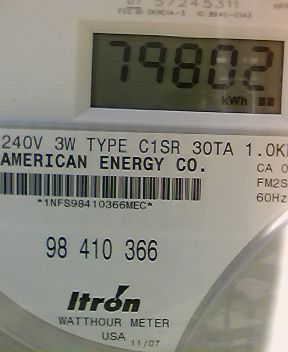 57245311
79802
kWh
240V 3W TYPE C1SR 30TA 1.0K
AMERICAN ENERGY CO.
CA
*1NFS98410366MEC*
FM2S
60Hz
98 410 366
Itron
WATTHOUR METER
USA 11/07